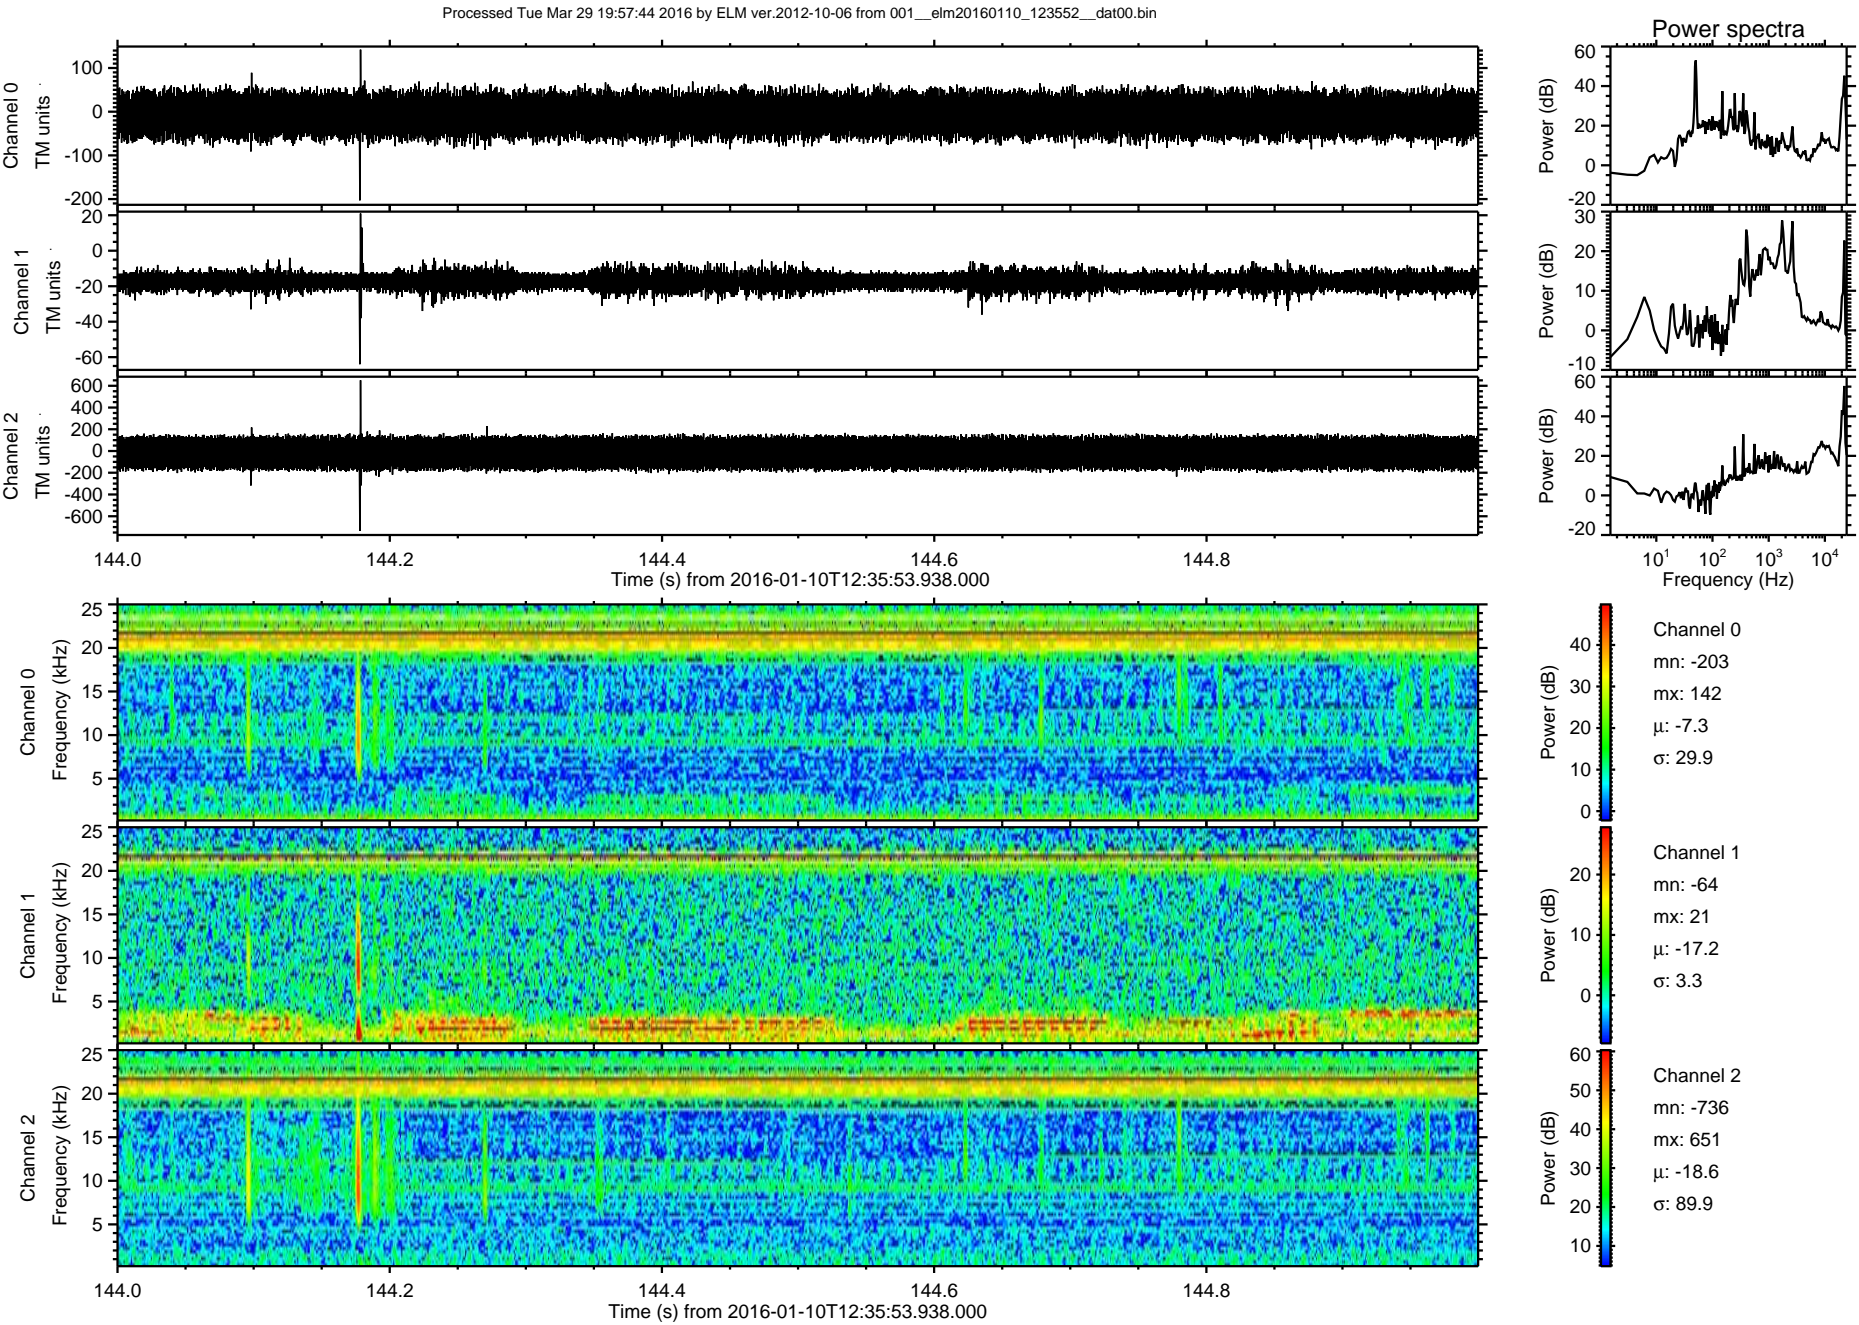 Processed Tue Mar 29 19:57:44 2016 by ELM ver.2012-10-06 from 001__elm20160110_123552__dat00.bin
Power spectra
Channel 0
TM units
100
0
-100
-200
Power (dB)
60
40
20
0
-20
Channel 1
TM units
20
0
-20
-40
-60
Power (dB)
30
20
10
0
-10
Channel 2
TM units
600
400
200
0
-200
-400
-600
Power (dB)
60
40
20
0
-20
144.0 144.2 144.4 144.6 144.8
Time (s) from 2016-01-10T12:35:53.938.000
10¹ 10² 10³ 10⁴
Frequency (Hz)
Channel 0
Frequency (kHz)
25
20
15
10
5
Power (dB)
40
30
20
10
0
Channel 0
mn: -203
mx: 142
μ: -7.3
σ: 29.9
Channel 1
Frequency (kHz)
25
20
15
10
5
Power (dB)
20
10
0
Channel 1
mn: -64
mx: 21
μ: -17.2
σ: 3.3
Channel 2
Frequency (kHz)
25
20
15
10
5
Power (dB)
60
50
40
30
20
10
Channel 2
mn: -736
mx: 651
μ: -18.6
σ: 89.9
144.0 144.2 144.4 144.6 144.8
Time (s) from 2016-01-10T12:35:53.938.000